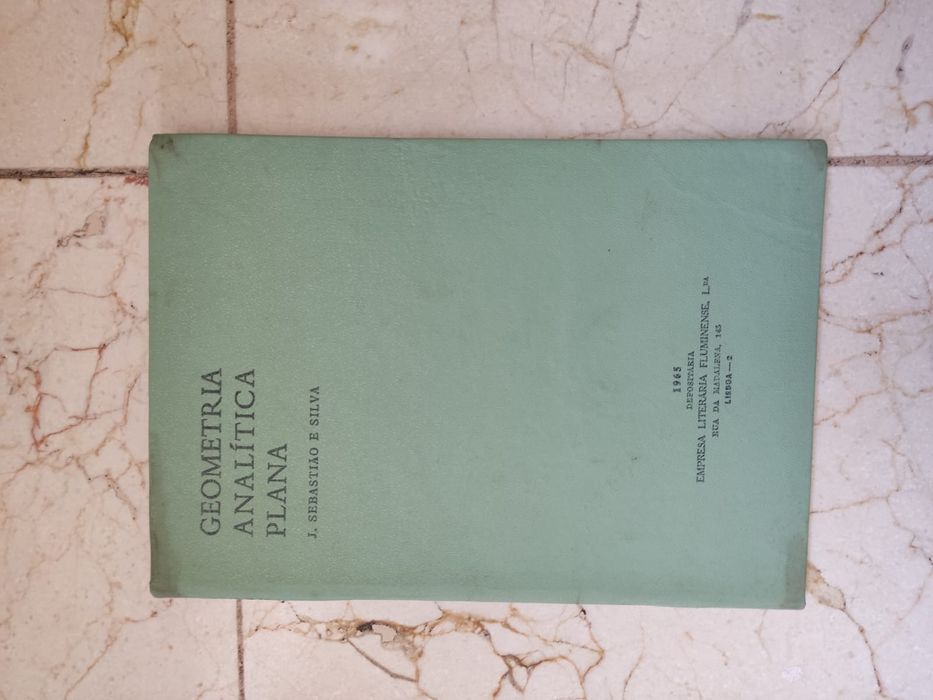 GEOMETRIA
ANALÍTICA
PLANA
J. SEBASTIÃO E SILVA
1965
DEPOSITÁRIA
EMPRESA LITERÁRIA FLUMINENSE, L.DA
RUA DA MADALENA, 145
LISBOA—2